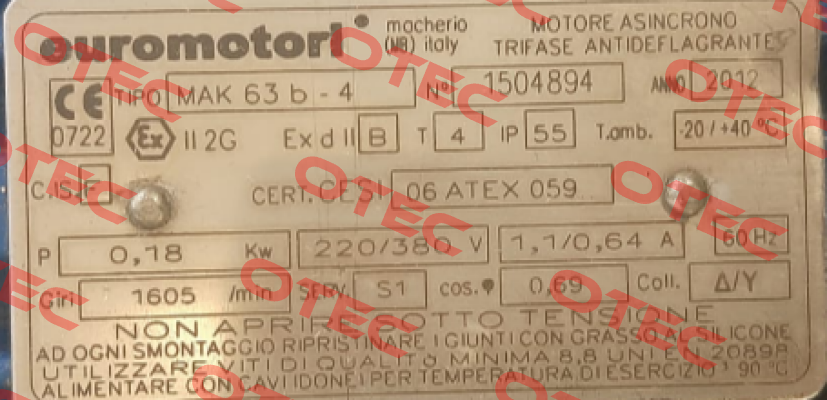 euromotori macherio (MB) italy MOTORE ASINCRONO TRIFASE ANTIDEFLAGRANTE
CE 0722 TIPO MAK 63 b - 4 N° 1504894 ANNO 2012
Ex II 2G Ex d II B T 4 IP 55 T.amb. -20 / +40 °C
C.IS. F CERT. CESI 06 ATEX 059
P 0,18 Kw 220/380 V 1,1/0,64 A 60 Hz
Giri 1605 /min SERV. S1 cos.φ 0,69 Coll. Δ/Y
NON APRIRE SOTTO TENSIONE
AD OGNI SMONTAGGIO RIPRISTINARE I GIUNTI CON GRASSO AL SILICONE
UTILIZZARE VITI DI QUALITÀ MINIMA 8.8 UNI EN 20898
ALIMENTARE CON CAVI IDONEI PER TEMPERATURA DI ESERCIZIO 90 °C
OTEC